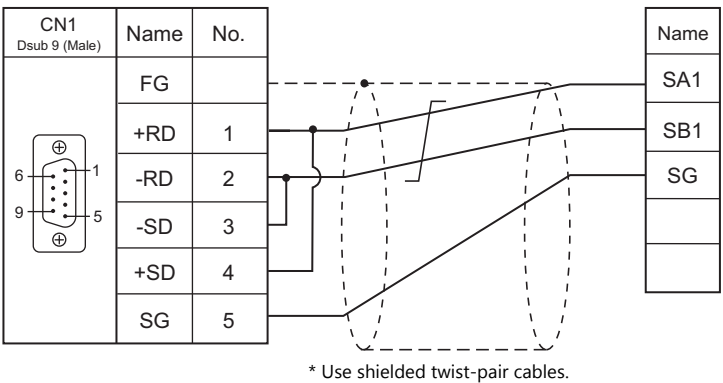 CN1
Dsub 9 (Male)
Name No.
Name
FG
SA1
+RD 1
SB1
-RD 2
SG
-SD 3
+SD 4
SG 5
6
1
9
5
* Use shielded twist-pair cables.